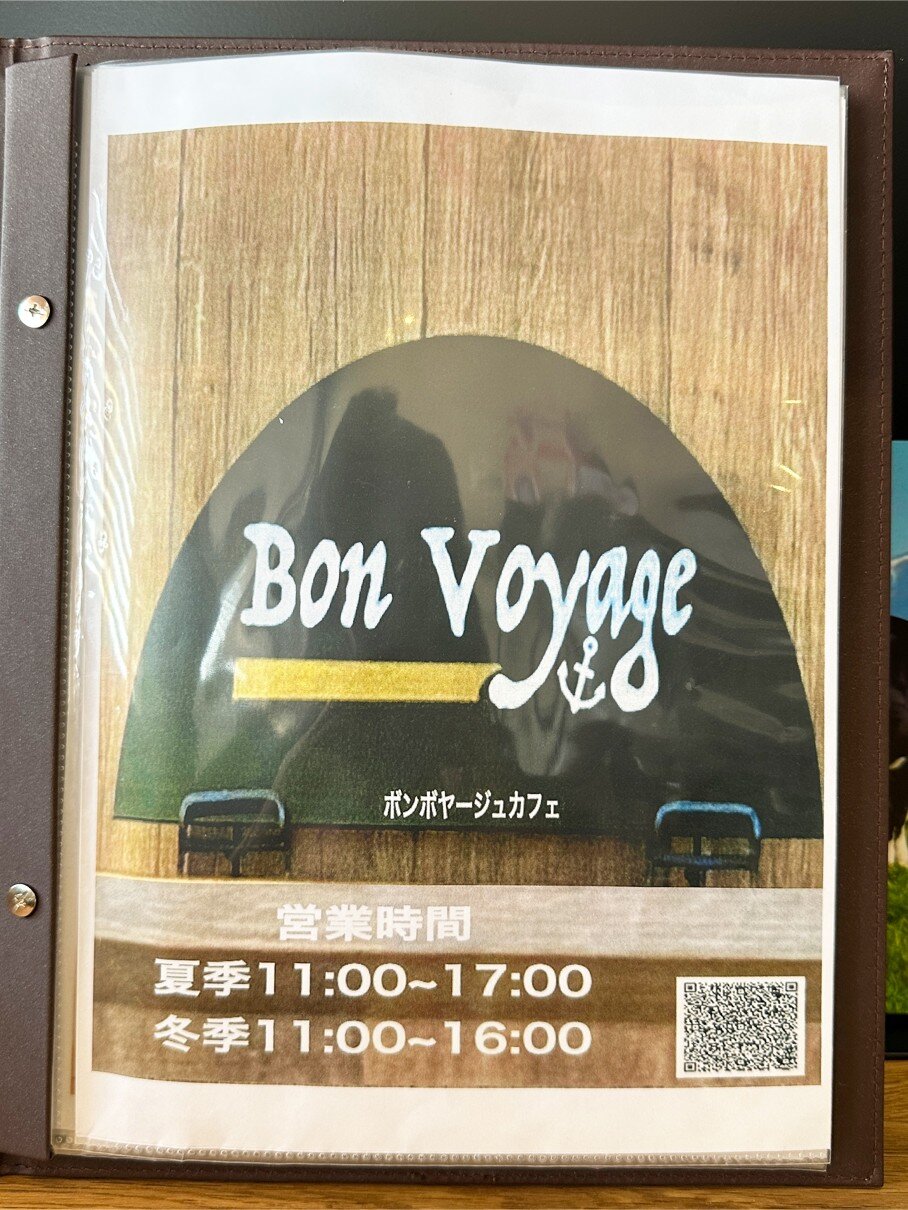 Bon Voyage
ボンボヤージュカフェ
営業時間
夏季11:00~17:00
冬季11:00~16:00